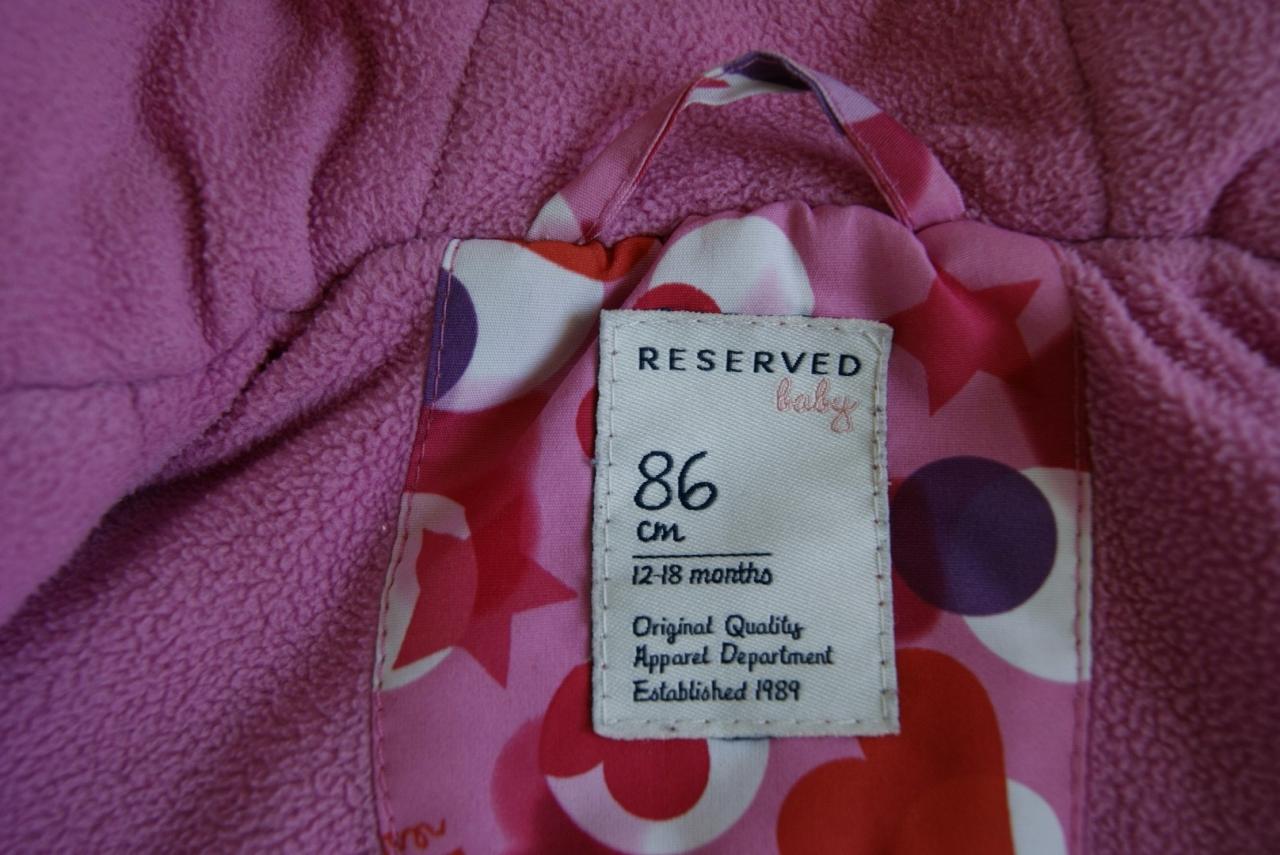 RESERVED
baby
86
cm
12-18 months
Original Quality
Apparel Department
Established 1989